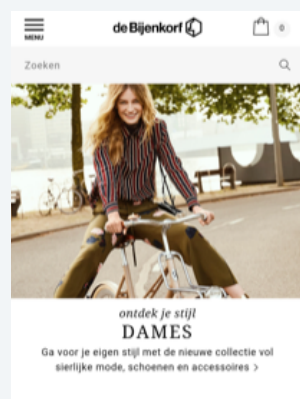 MENU
de Bijenkorf
0
Zoeken
ontdek je stijl
DAMES
Ga voor je eigen stijl met de nieuwe collectie vol
sierlijke mode, schoenen en accessoires >